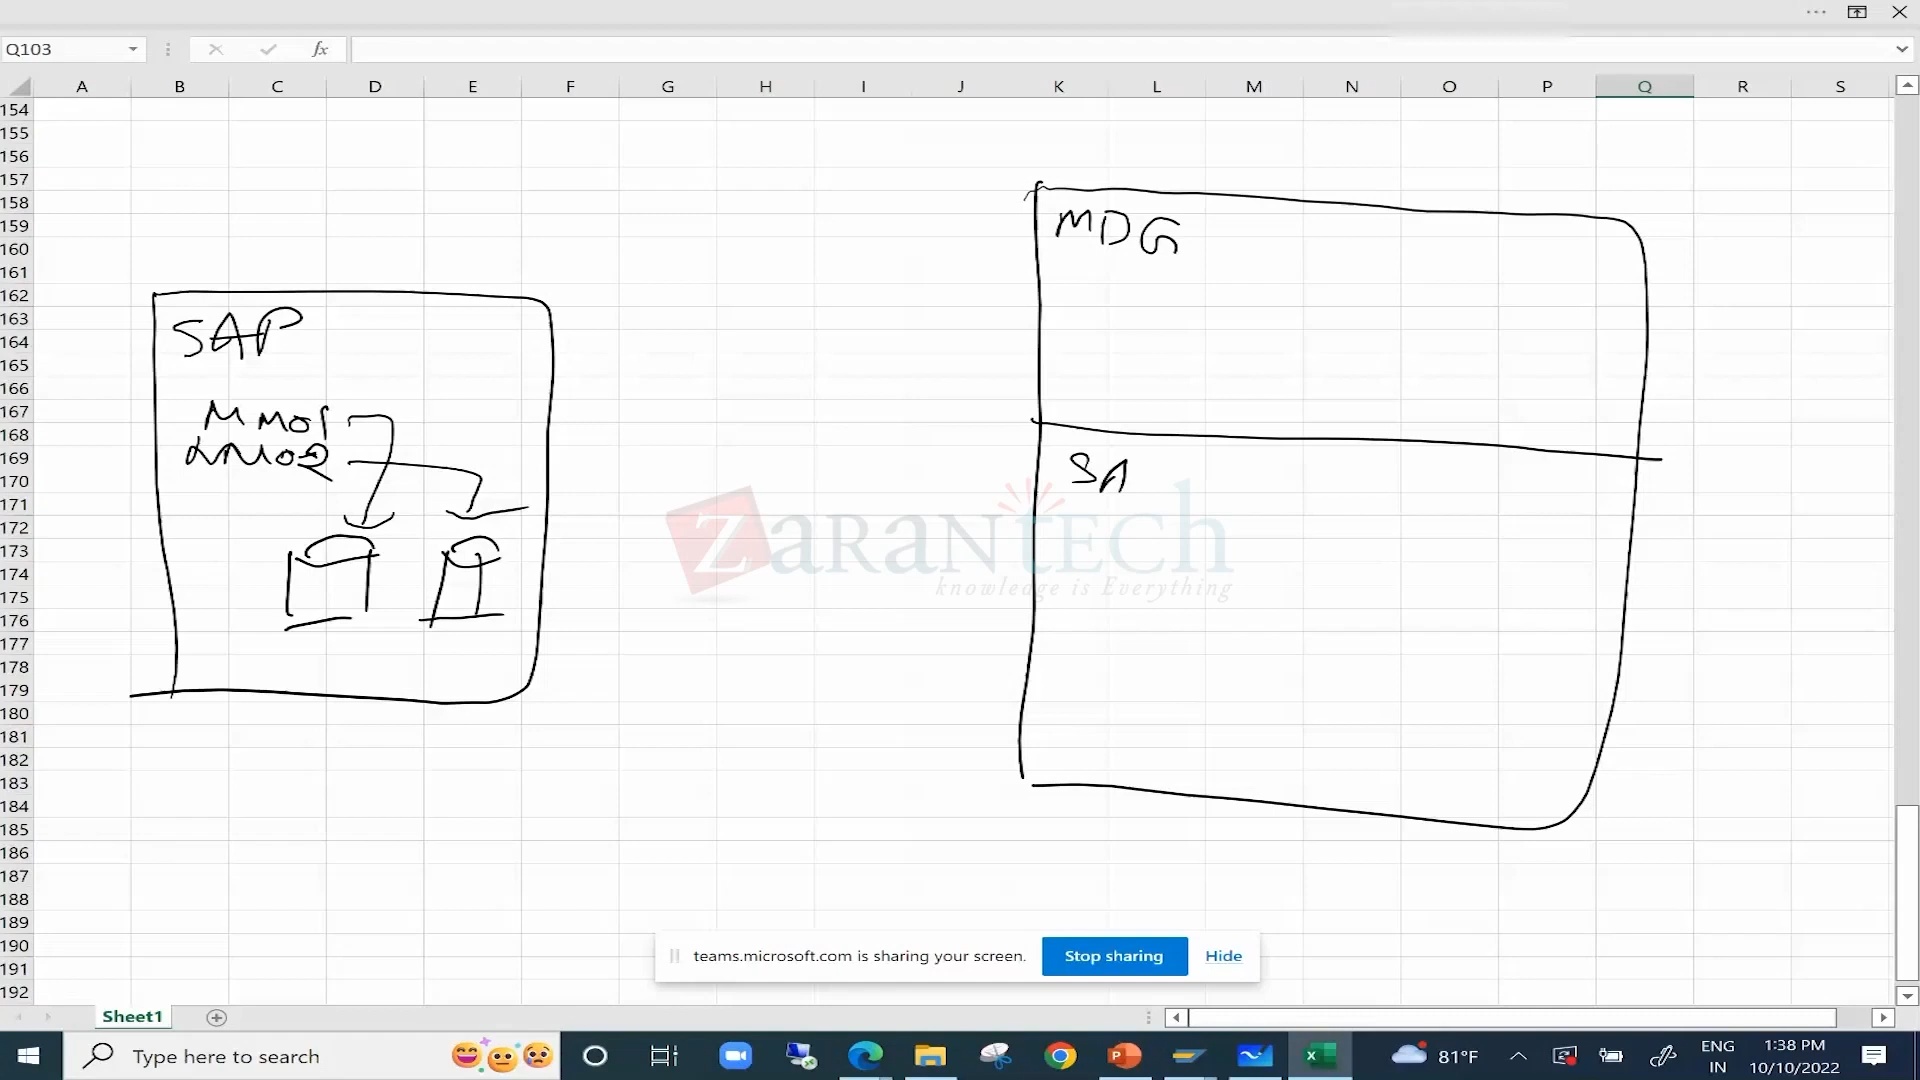 Q103
fx
A B C D E F G H I J K L M N O P Q R S
154
155
156
157
158
159
160
161
162
163
164
165
166
167
168
169
170
171
172
173
174
175
176
177
178
179
180
181
182
183
184
185
186
187
188
189
190
191
192
SAP
MM01
MM02
MDG
SA
ZARANTECH
knowledge is Everything
teams.microsoft.com is sharing your screen.
Stop sharing
Hide
Sheet1
Type here to search
81°F
ENG
IN
1:38 PM
10/10/2022